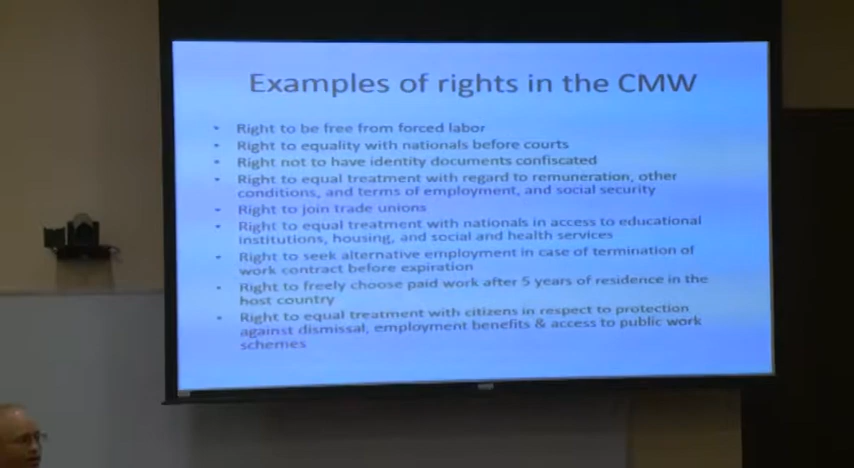 Examples of rights in the CMW
• Right to be free from forced labor
• Right to equality with nationals before courts
• Right not to have identity documents confiscated
• Right to equal treatment with regard to remuneration, other
conditions, and terms of employment, and social security
• Right to join trade unions
• Right to equal treatment with nationals in access to educational
institutions, housing, and social and health services
• Right to seek alternative employment in case of termination of
work contract before expiration
• Right to freely choose paid work after 5 years of residence in the
host country
• Right to equal treatment with citizens in respect to protection
against dismissal, employment benefits & access to public work
schemes